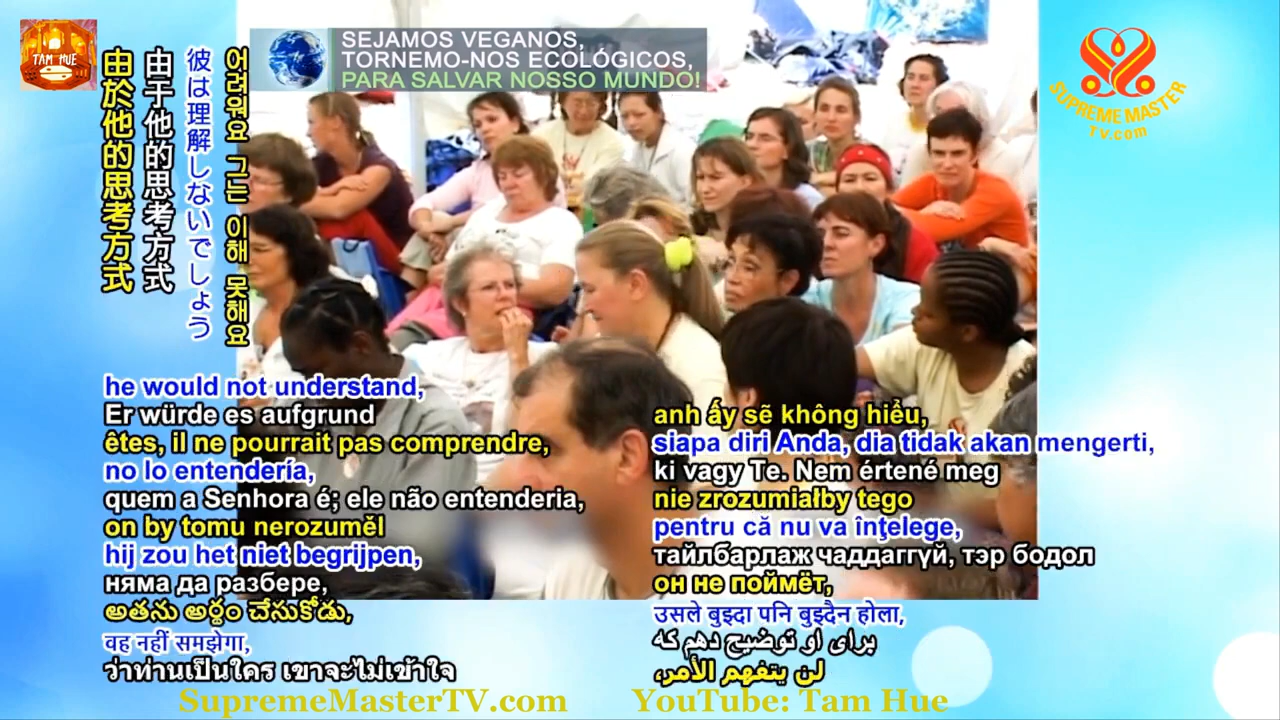 TAM HUE
SEJAMOS VEGANOS,
TORNEMO-NOS ECOLÓGICOS,
PARA SALVAR NOSSO MUNDO!
SUPREME MASTER
TV.com
어려워요 그는 이해 못해요
彼は理解しないでしょう
由于他的思考方式
由於他的思考方式
he would not understand,
Er würde es aufgrund
êtes, il ne pourrait pas comprendre,
no lo entendería,
quem a Senhora é; ele não entenderia,
on by tomu nerozuměl
hij zou het niet begrijpen,
няма да разбере,
అతను అర్థం చేసుకోడు,
वह नहीं समझेगा,
ว่าท่านเป็นใคร เขาจะไม่เข้าใจ
anh ấy sẽ không hiểu,
siapa diri Anda, dia tidak akan mengerti,
ki vagy Te. Nem értené meg
nie zrozumiałby tego
pentru că nu va înţelege,
тайлбарлаж чаддаггүй, тэр бодол
он не поймёт,
उसले बुझ्दा पनि बुझ्दैन होला,
برای او توضیح دهم که
لن يتفهم الأمر،
SupremeMasterTV.com
YouTube: Tam Hue